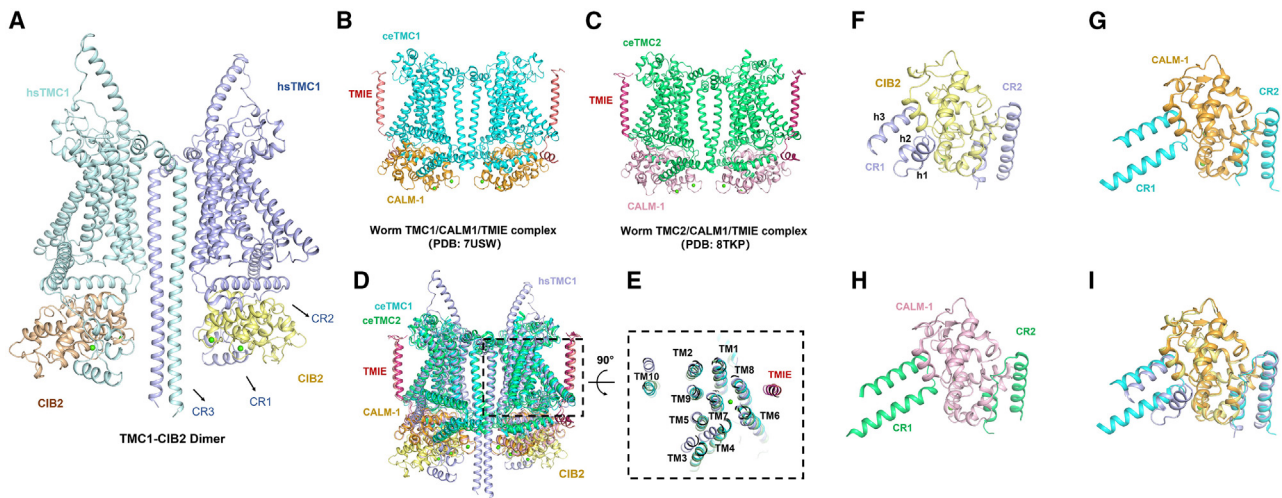 A
hsTMC1
hsTMC1
CR2
CIB2
CR1
CIB2
CR3
TMC1-CIB2 Dimer
B
ceTMC1
TMIE
CALM-1
Worm TMC1/CALM1/TMIE complex
(PDB: 7USW)
C
ceTMC2
TMIE
CALM-1
Worm TMC2/CALM1/TMIE complex
(PDB: 8TKP)
D
hsTMC1
ceTMC1
ceTMC2
TMIE
CALM-1
CIB2
90°
E
TM1
TM2
TM8
TM10
TMIE
TM9
TM7
TM6
TM5
TM4
TM3
F
CIB2
CR2
h3
h2
CR1
h1
G
CALM-1
CR2
CR1
H
CALM-1
CR2
CR1
I